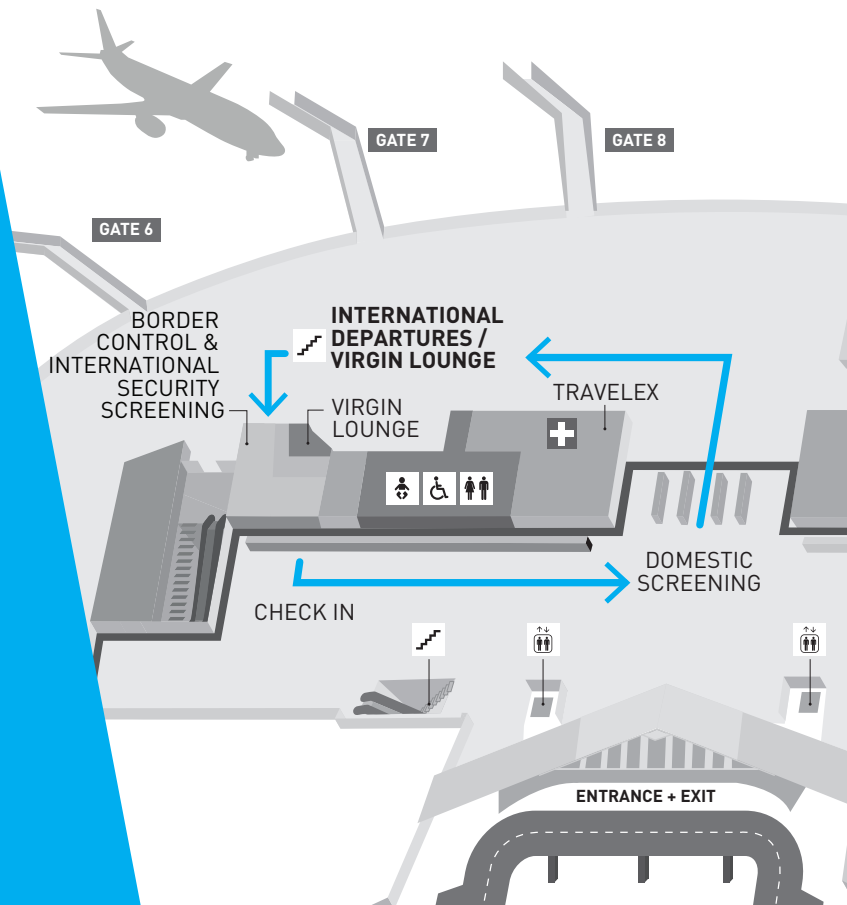 GATE 7
GATE 8
GATE 6
BORDER
CONTROL &
INTERNATIONAL
SECURITY
SCREENING
INTERNATIONAL
DEPARTURES /
VIRGIN LOUNGE
VIRGIN
LOUNGE
TRAVELEX
DOMESTIC
SCREENING
CHECK IN
ENTRANCE + EXIT